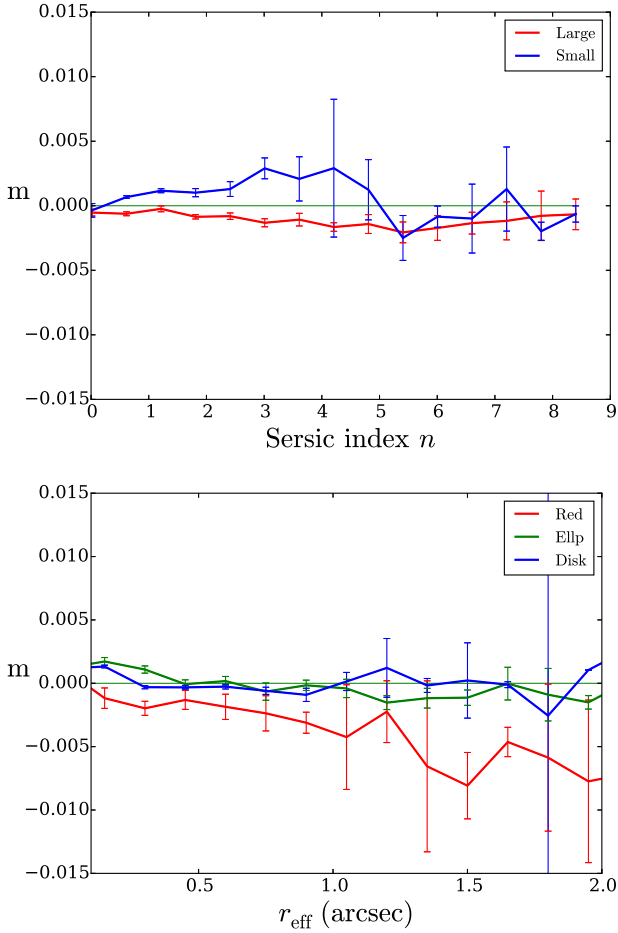 0.015
Large
Small
0.010
0.005
m
0.000
−0.005
−0.010
−0.015
0 1 2 3 4 5 6 7 8 9
Sersic index n
0.015
Red
Ellp
Disk
0.010
0.005
m
0.000
−0.005
−0.010
−0.015
0.5 1.0 1.5 2.0
r_eff (arcsec)